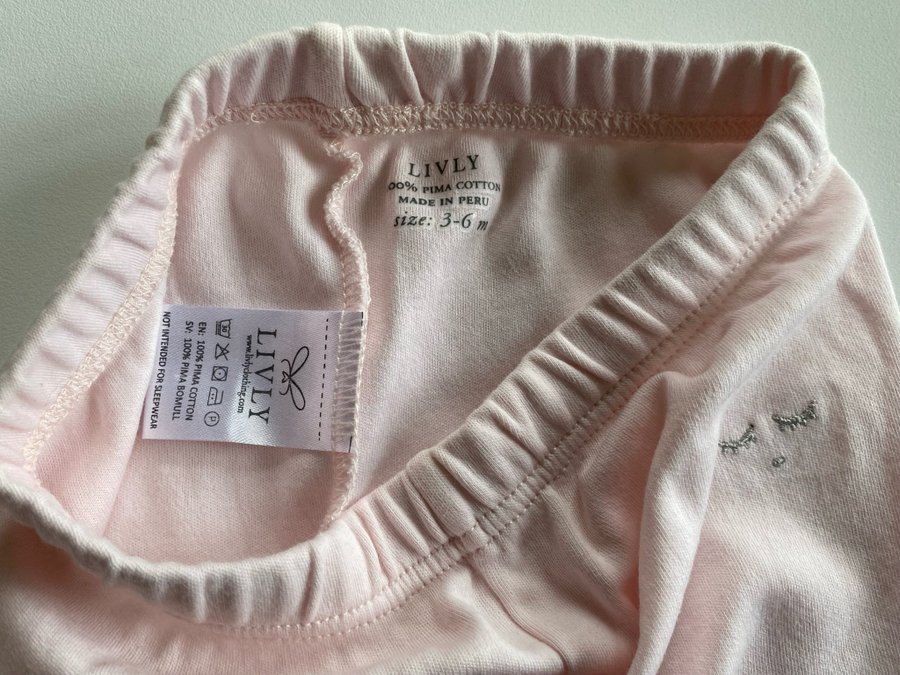 LIVLY
00% PIMA COTTON
MADE IN PERU
size: 3-6 m
LIVLY
www.livlyclothing.com
30
P
EN: 100% PIMA COTTON
SV: 100% PIMA BOMULL
NOT INTENDED FOR SLEEPWEAR